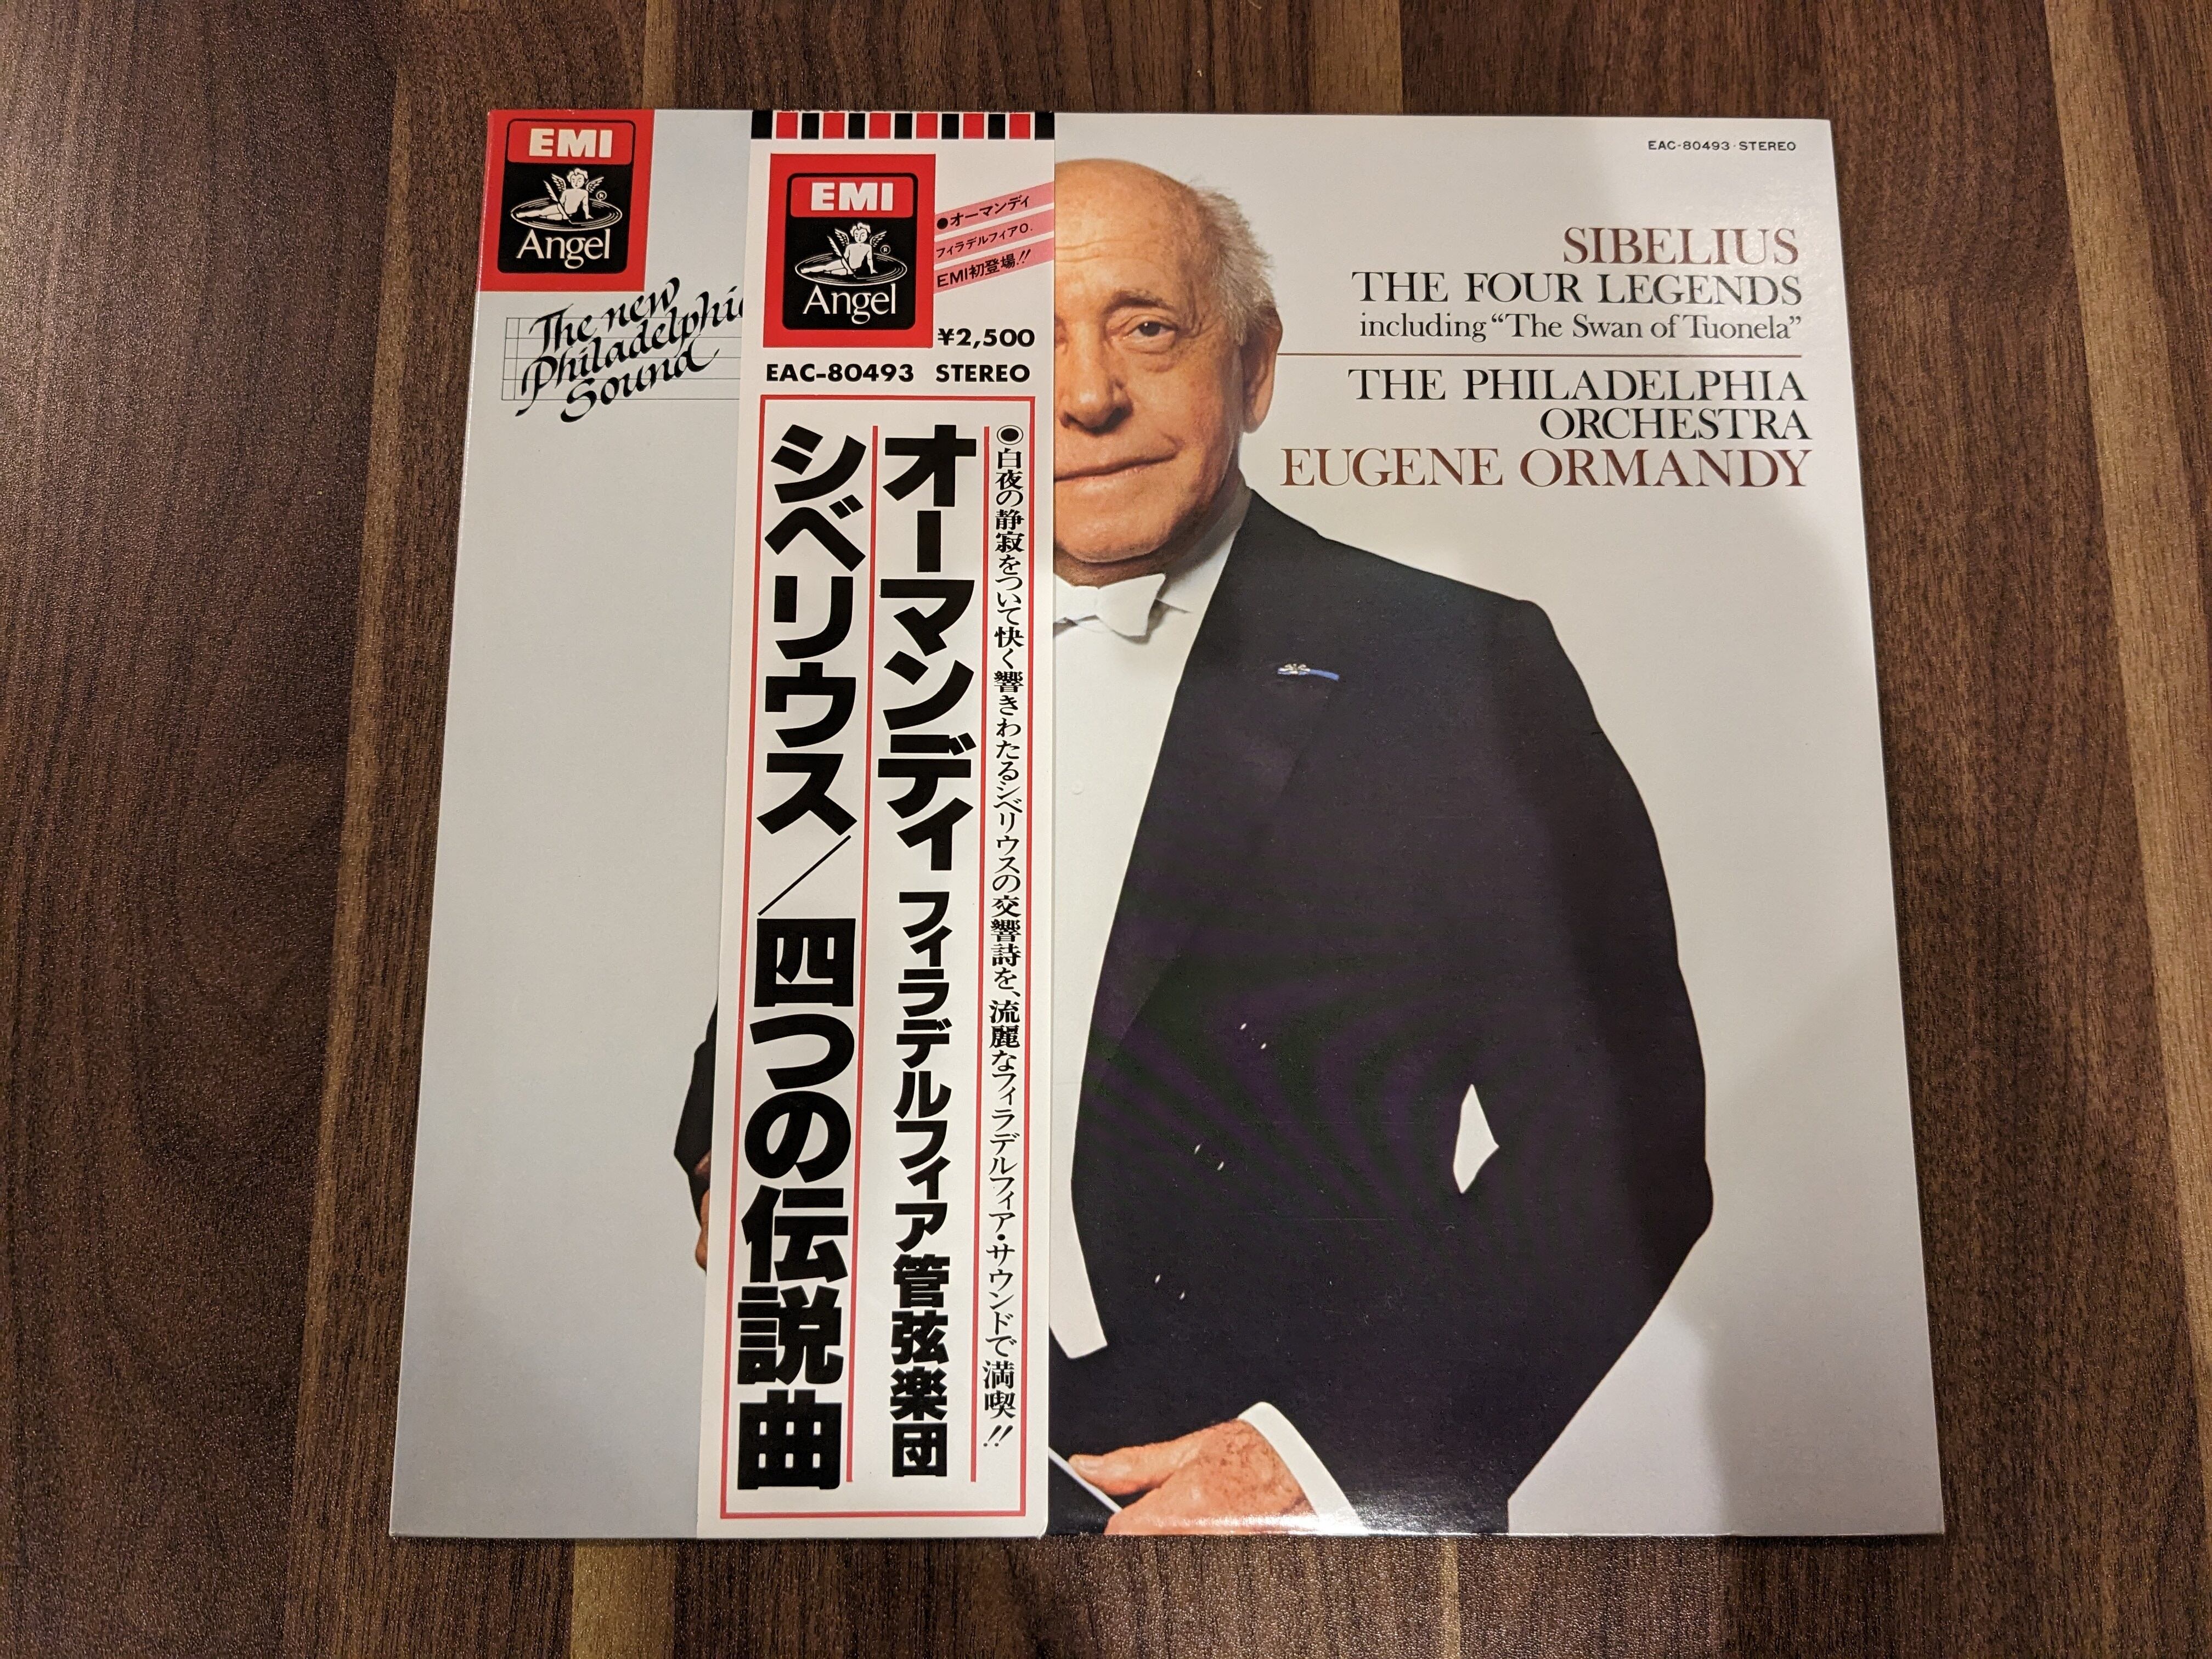 EMI
Angel
The new
Philadelphia
Sound
EMI
Angel
●オーマンディ
フィラデルフィアO.
EMI初登場!!
¥2,500
EAC-80493 STEREO
●白夜の静寂をついて快く響きわたるシベリウスの交響詩を、流麗なフィラデルフィア・サウンドで満喫!!
オーマンディ フィラデルフィア管弦楽団
シベリウス/四つの伝説曲
EAC-80493·STEREO
SIBELIUS
THE FOUR LEGENDS
including “The Swan of Tuonela”
THE PHILADELPHIA
ORCHESTRA
EUGENE ORMANDY